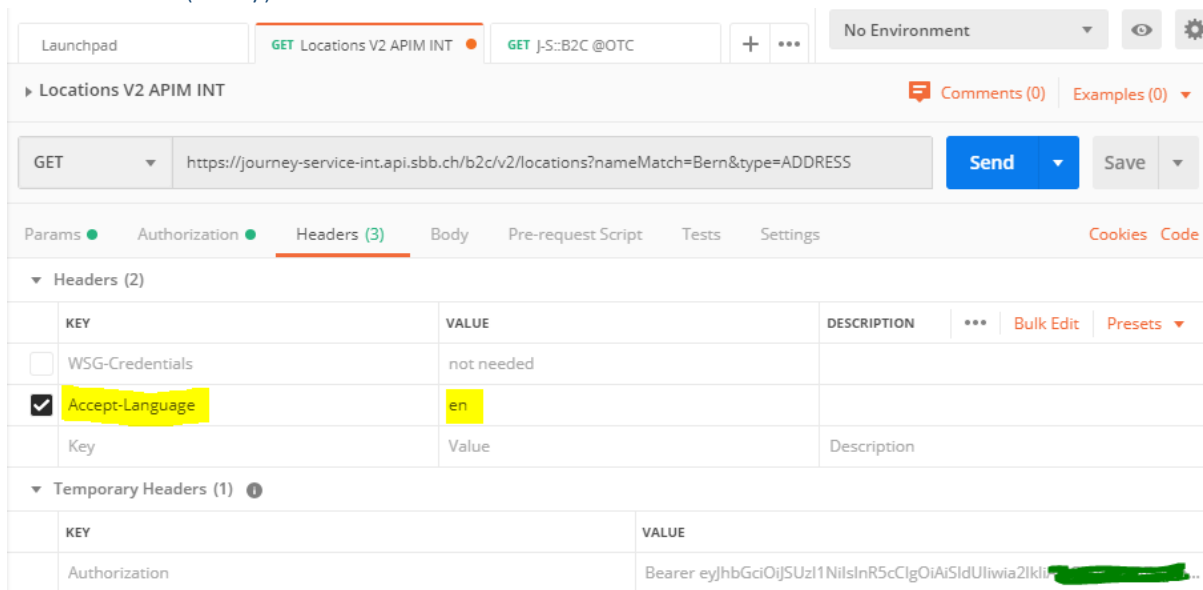 Launchpad
GET Locations V2 APIM INT
GET J-S::B2C @OTC
+ •••
No Environment
Locations V2 APIM INT
Comments (0)
Examples (0)
GET
https://journey-service-int.api.sbb.ch/b2c/v2/locations?nameMatch=Bern&type=ADDRESS
Send
Save
Params
Authorization
Headers (3)
Body
Pre-request Script
Tests
Settings
Cookies Code
Headers (2)
KEY VALUE DESCRIPTION ••• Bulk Edit Presets
WSG-Credentials not needed
Accept-Language en
Key Value Description
Temporary Headers (1)
KEY VALUE
Authorization Bearer